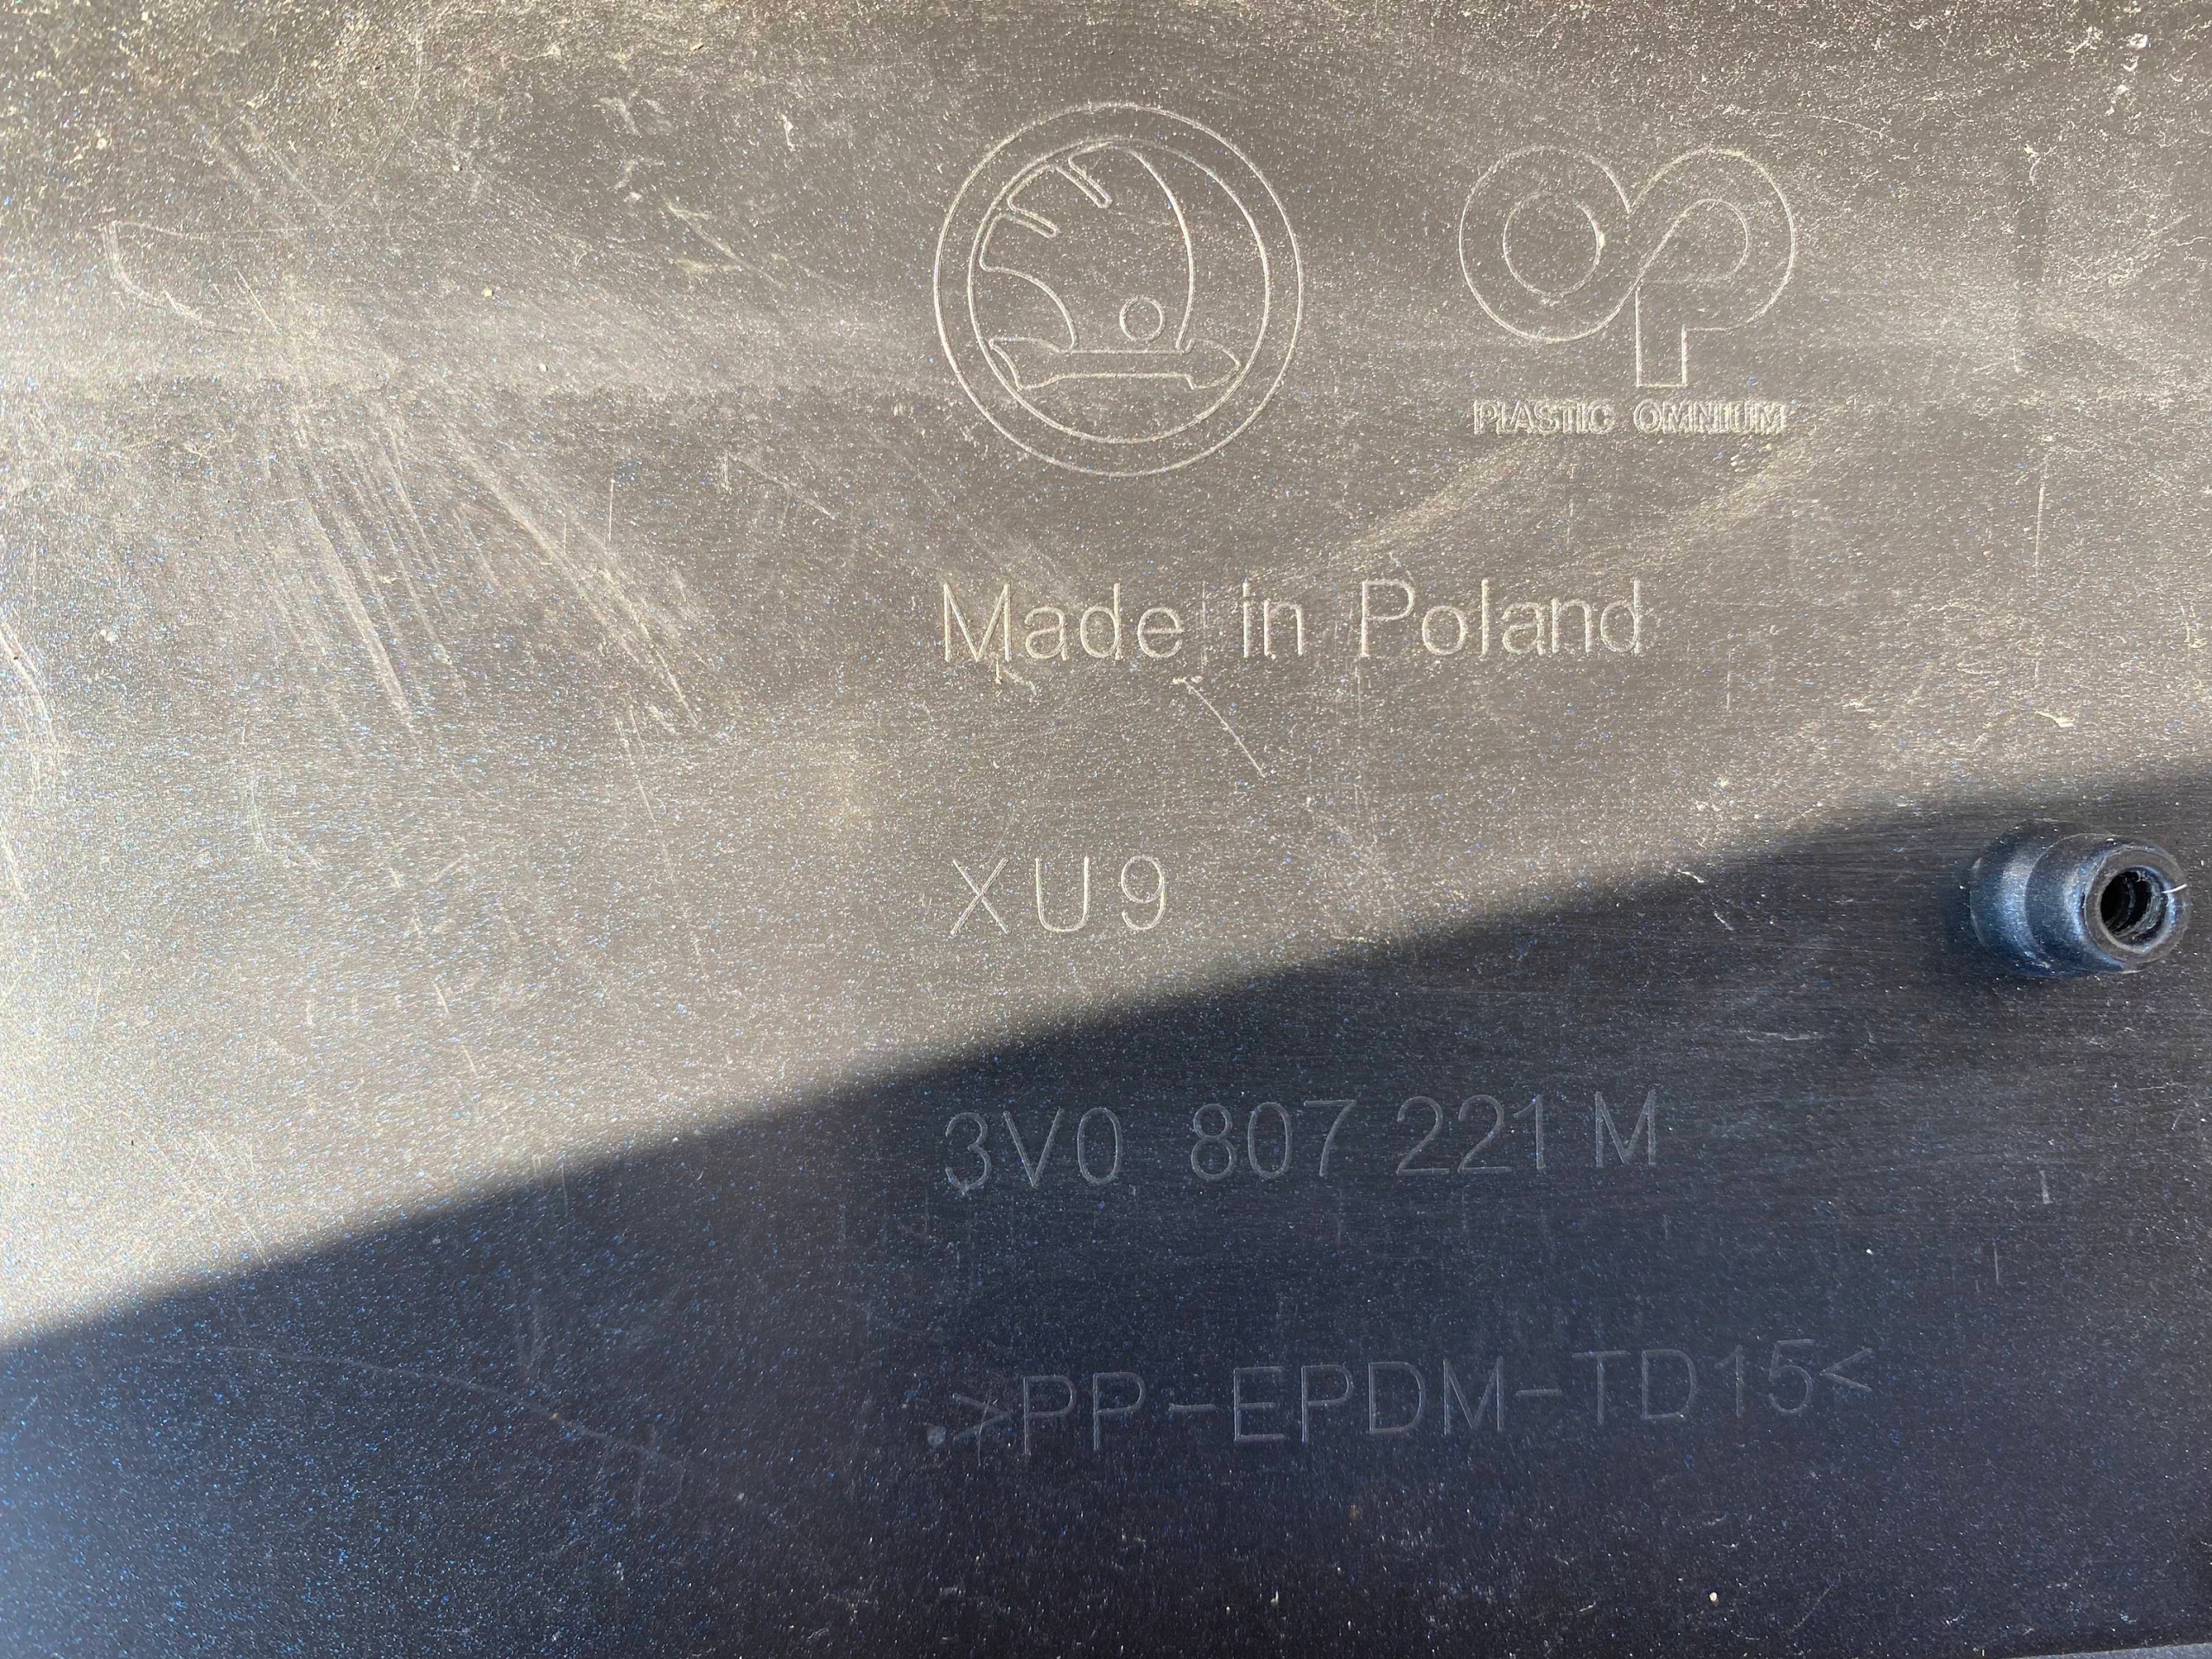 PLASTIC OMNIUM
Made in Poland
XU9
3V0 807 221 M
>PP-EPDM-TD15<